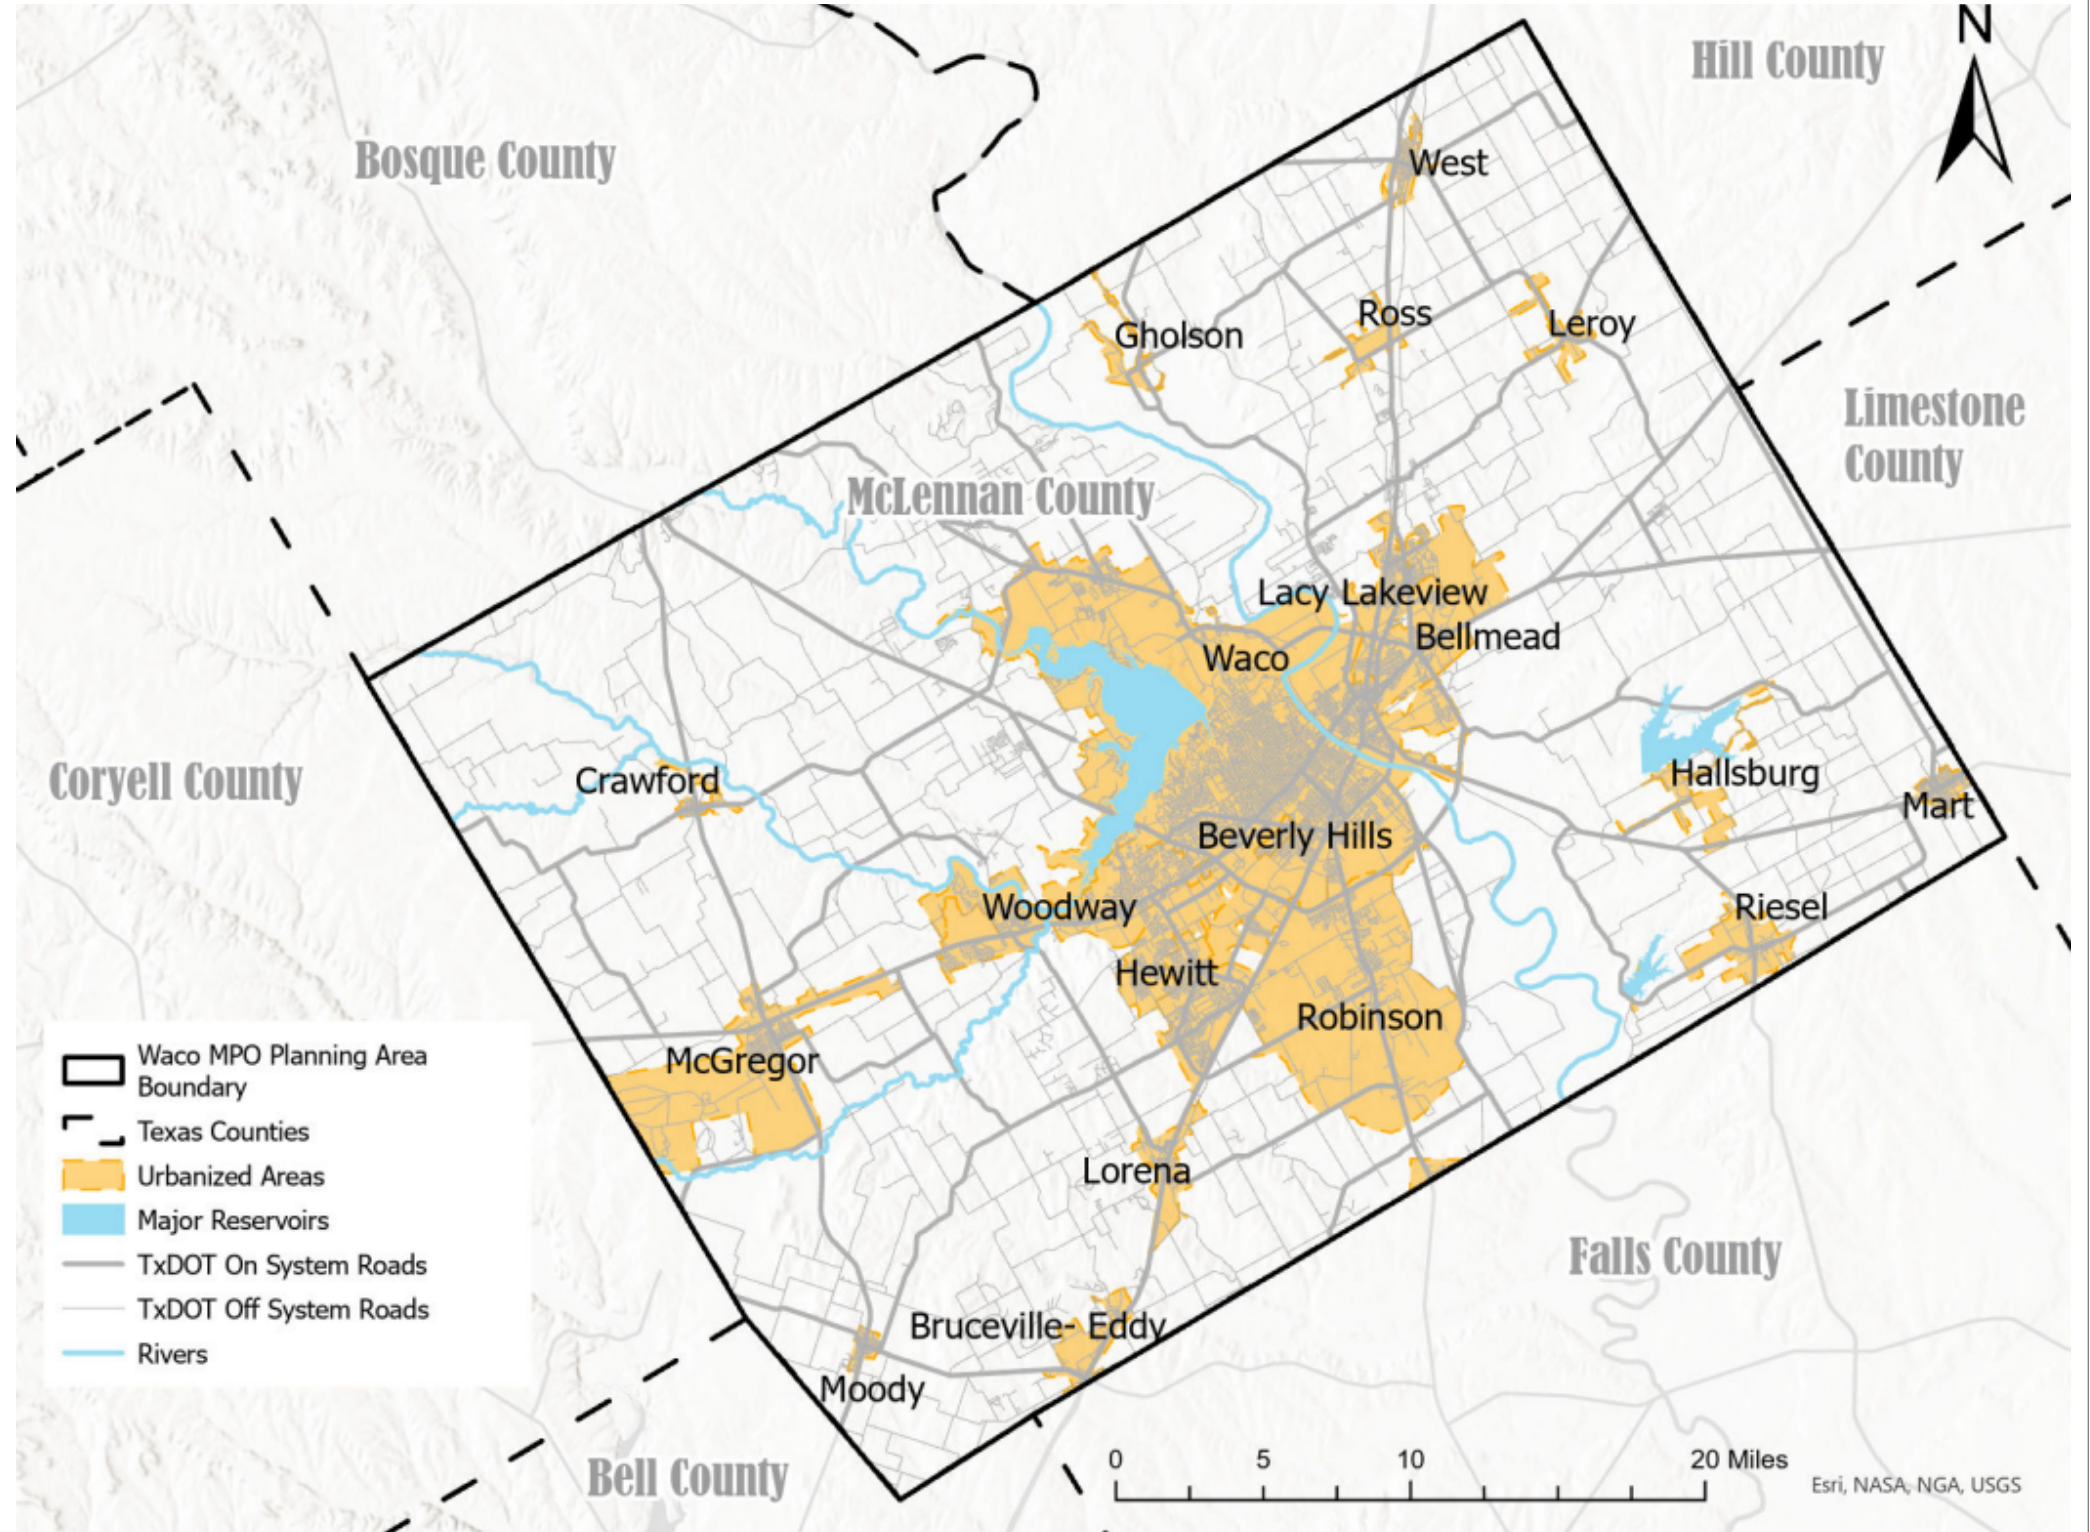 N
Hill County
Bosque County
West
Ross
Leroy
Gholson
Limestone
County
McLennan County
Lacy Lakeview
Bellmead
Waco
Crawford
Coryell County
Hallsburg
Mart
Beverly Hills
Woodway
Riesel
Hewitt
Robinson
McGregor
Waco MPO Planning Area
Boundary
Texas Counties
Urbanized Areas
Major Reservoirs
TxDOT On System Roads
TxDOT Off System Roads
Rivers
Lorena
Falls County
Bruceville- Eddy
Moody
Bell County
0 5 10 20 Miles
Esri, NASA, NGA, USGS